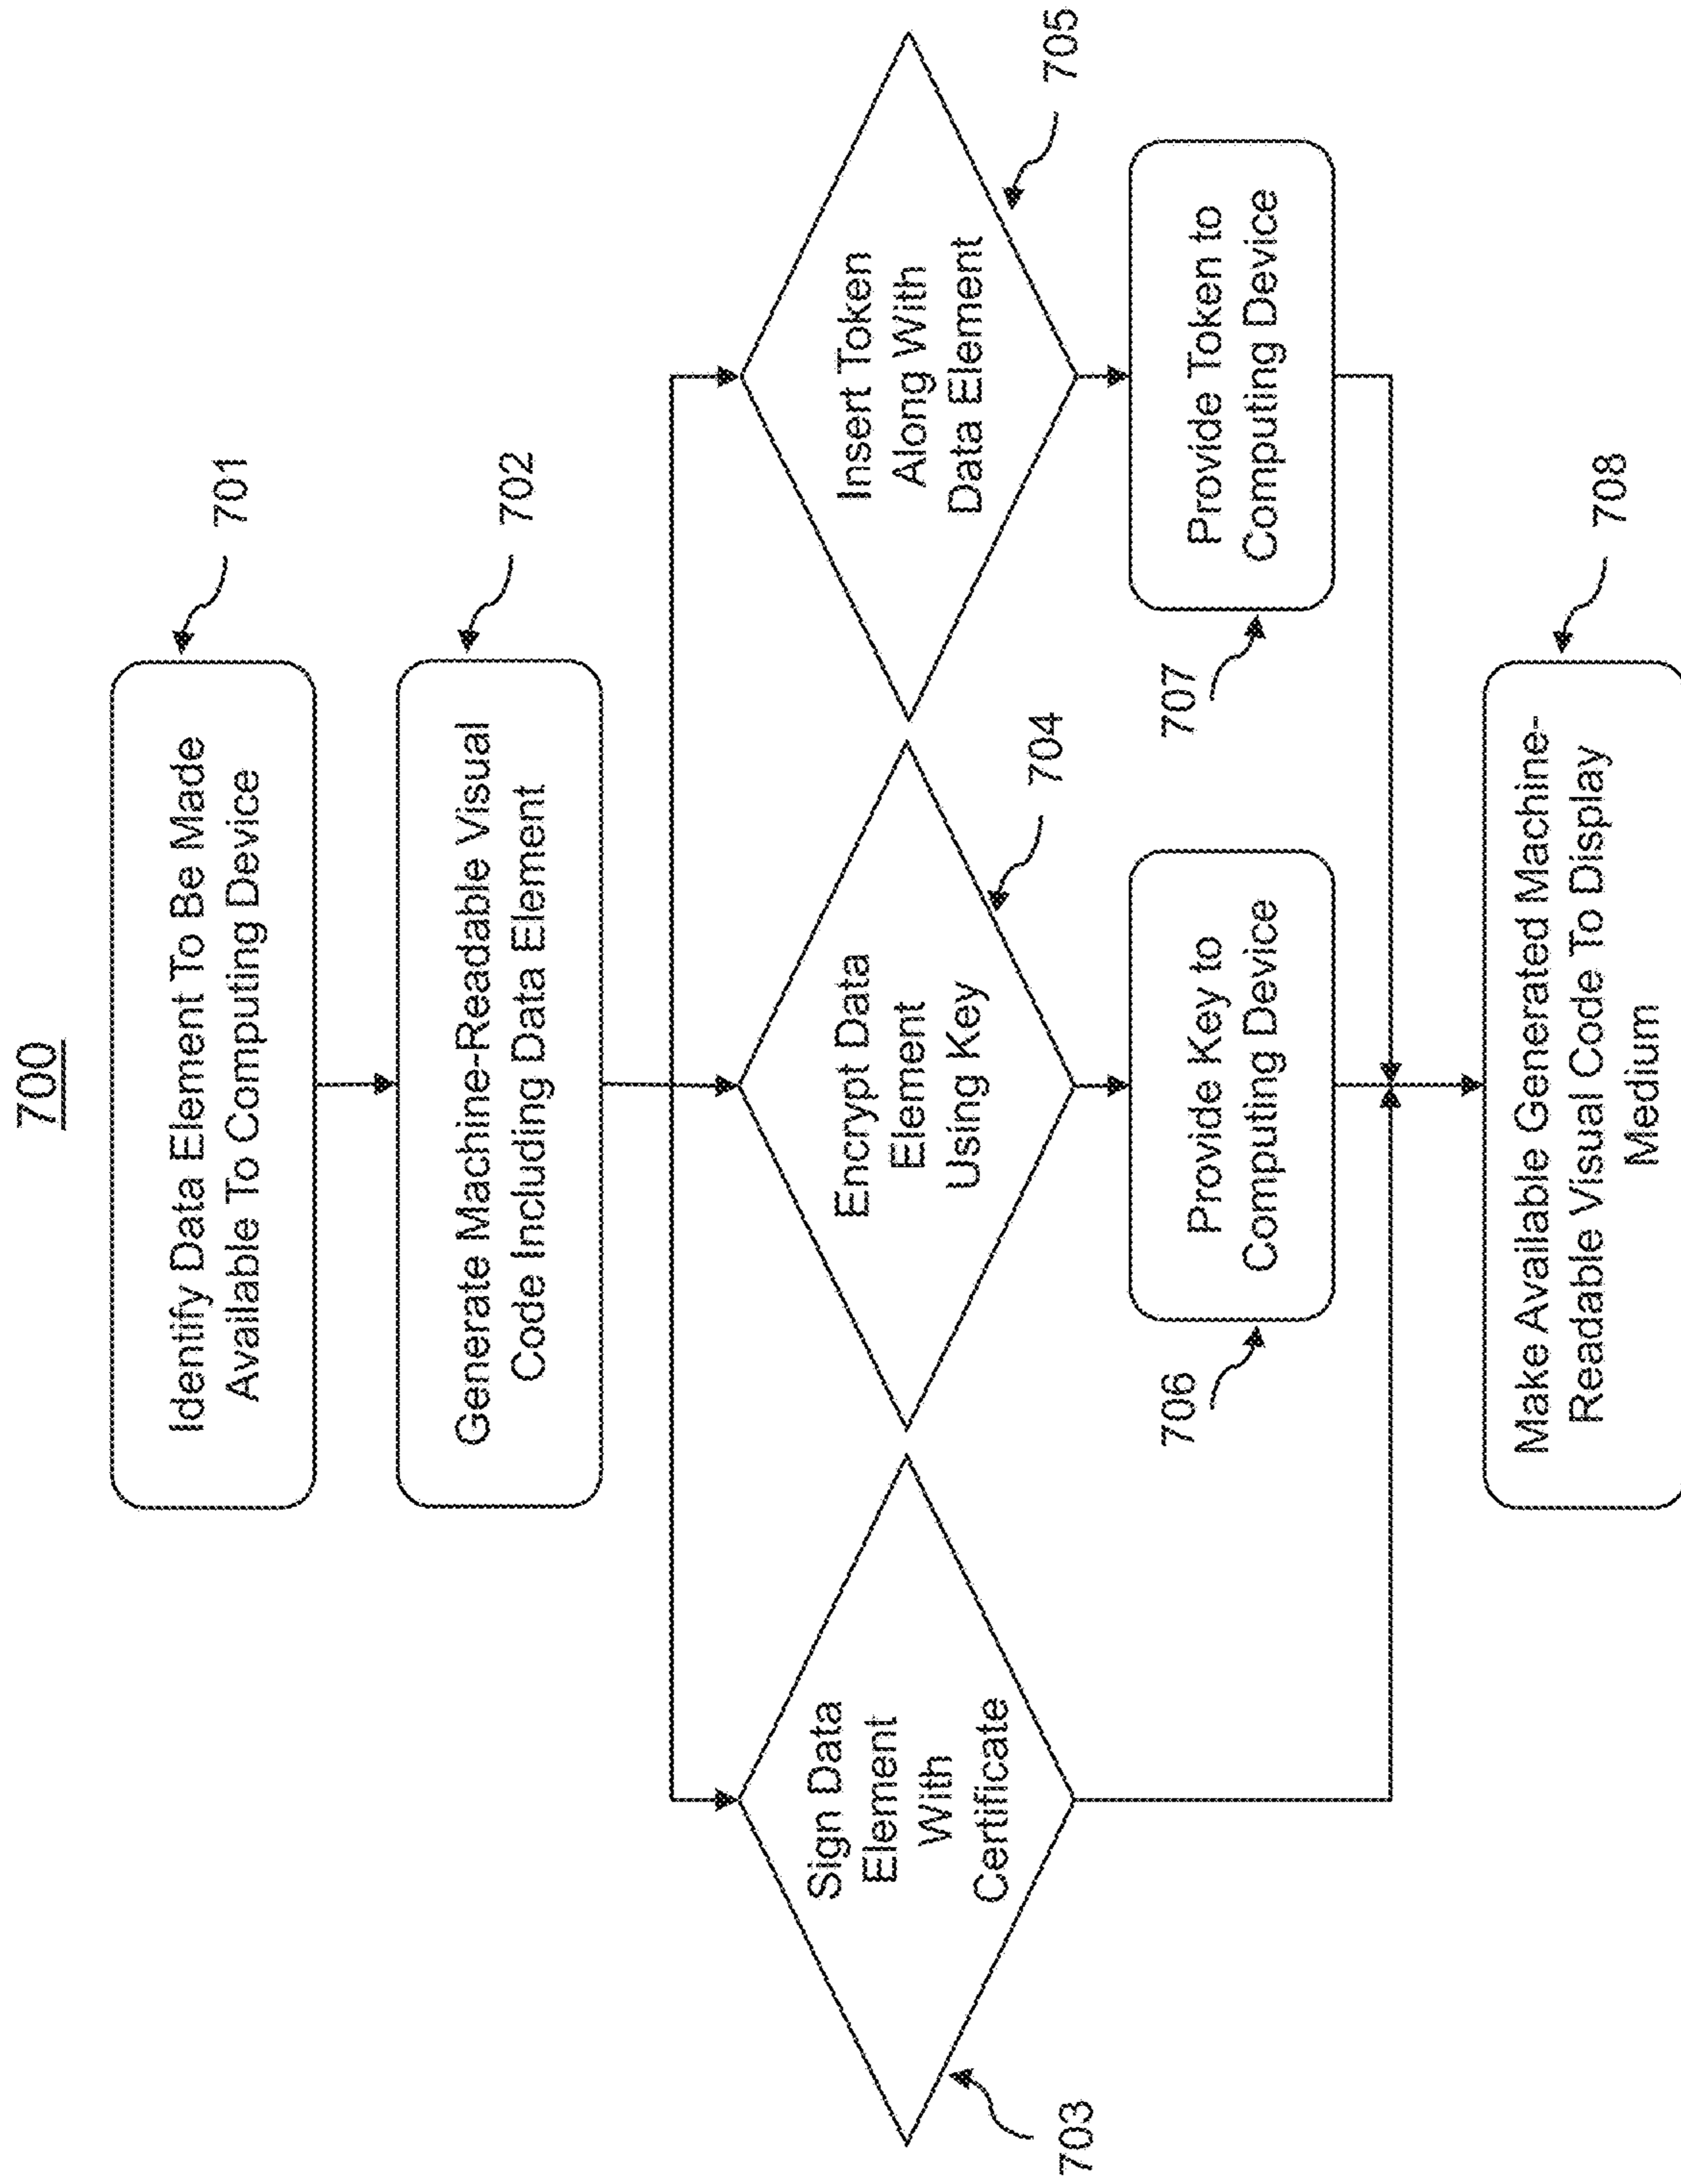 700
Identify Data Element To Be Made
Available To Computing Device
701
Generate Machine-Readable Visual
Code Including Data Element
702
Sign Data
Element
With
Certificate
703
Encrypt Data
Element
Using Key
704
Insert Token
Along With
Data Element
705
Provide Key to
Computing Device
706
Provide Token to
Computing Device
707
Make Available Generated Machine-
Readable Visual Code To Display
Medium
708